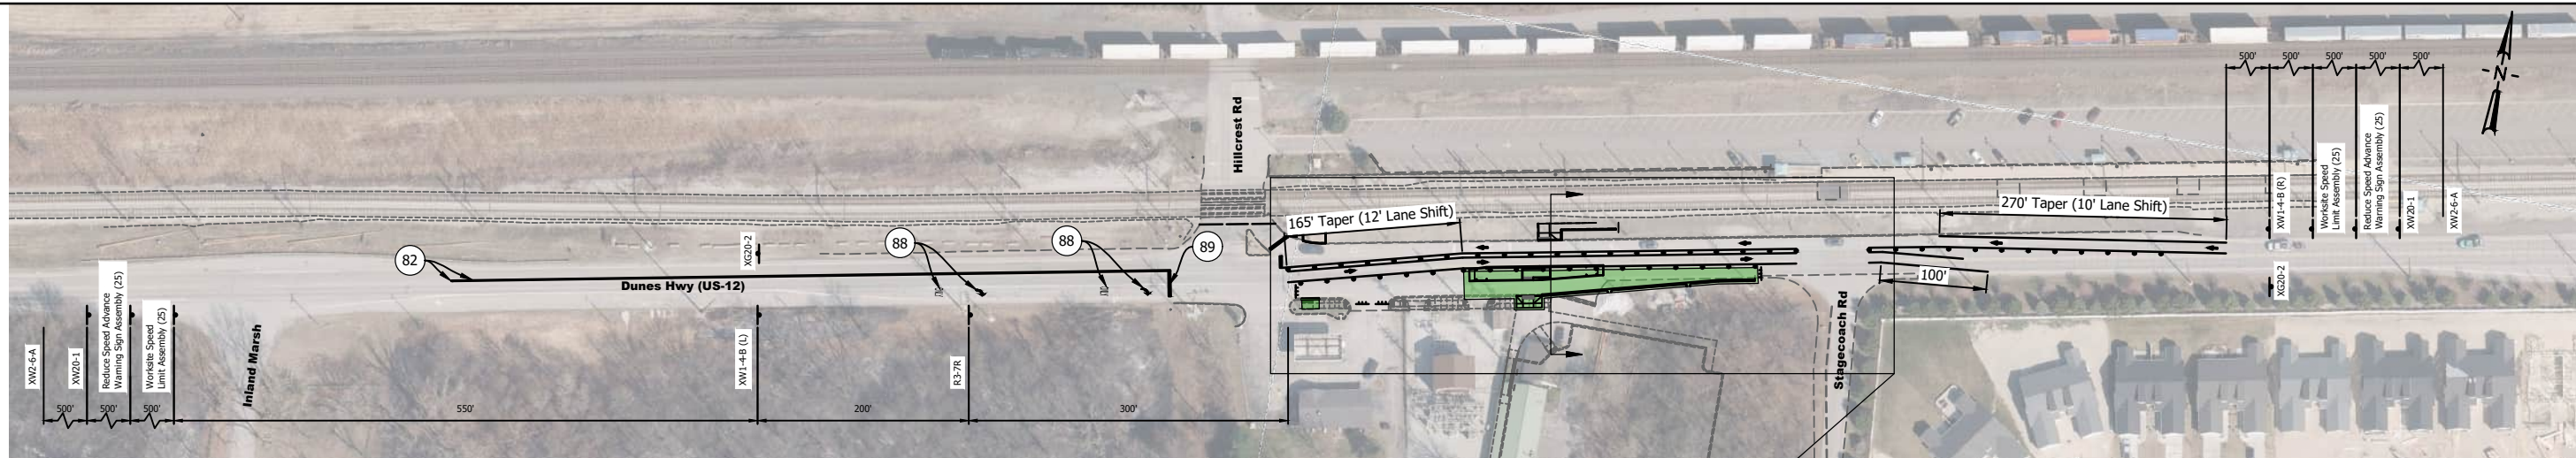 500'
500'
500'
500'
500'
N
Hillcrest Rd
165' Taper (12' Lane Shift)
270' Taper (10' Lane Shift)
100'
XW1-4-B (R)
Worksite Speed
Limit Assembly (25)
Reduce Speed Advance
Warning Sign Assembly (25)
XW20-1
XW2-6-A
XG20-2
82
XG20-2
88
88
89
Dunes Hwy (US-12)
Stagecoach Rd
XW2-6-A
XW20-1
Reduce Speed Advance
Warning Sign Assembly (25)
Worksite Speed
Limit Assembly (25)
Inland Marsh
XW1-4-B (L)
R3-7R
500'
500'
500'
550'
200'
300'